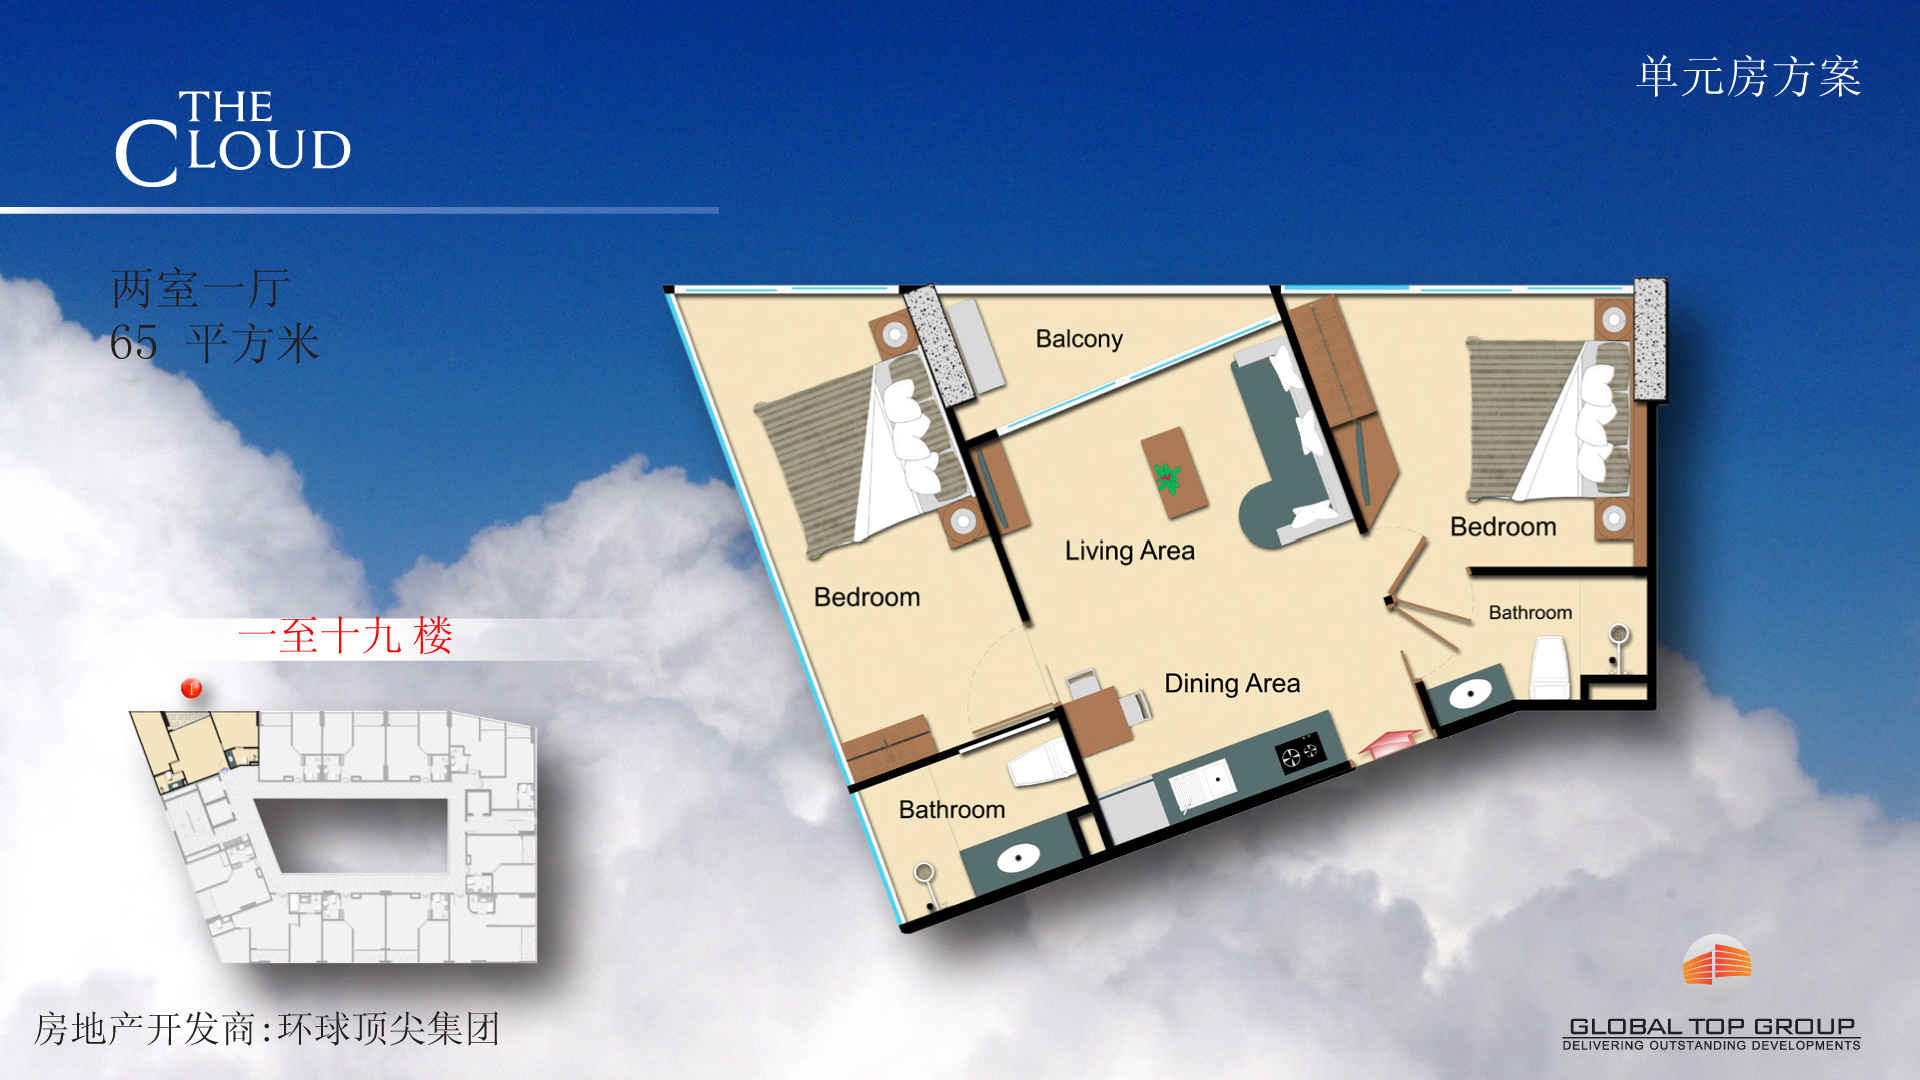 THE
CLOUD
单元房方案
两室一厅
65 平方米
一至十九 楼
1
Balcony
Living Area
Bedroom
Bedroom
Bathroom
Dining Area
Bathroom
房地产开发商:环球顶尖集团
GLOBAL TOP GROUP
DELIVERING OUTSTANDING DEVELOPMENTS